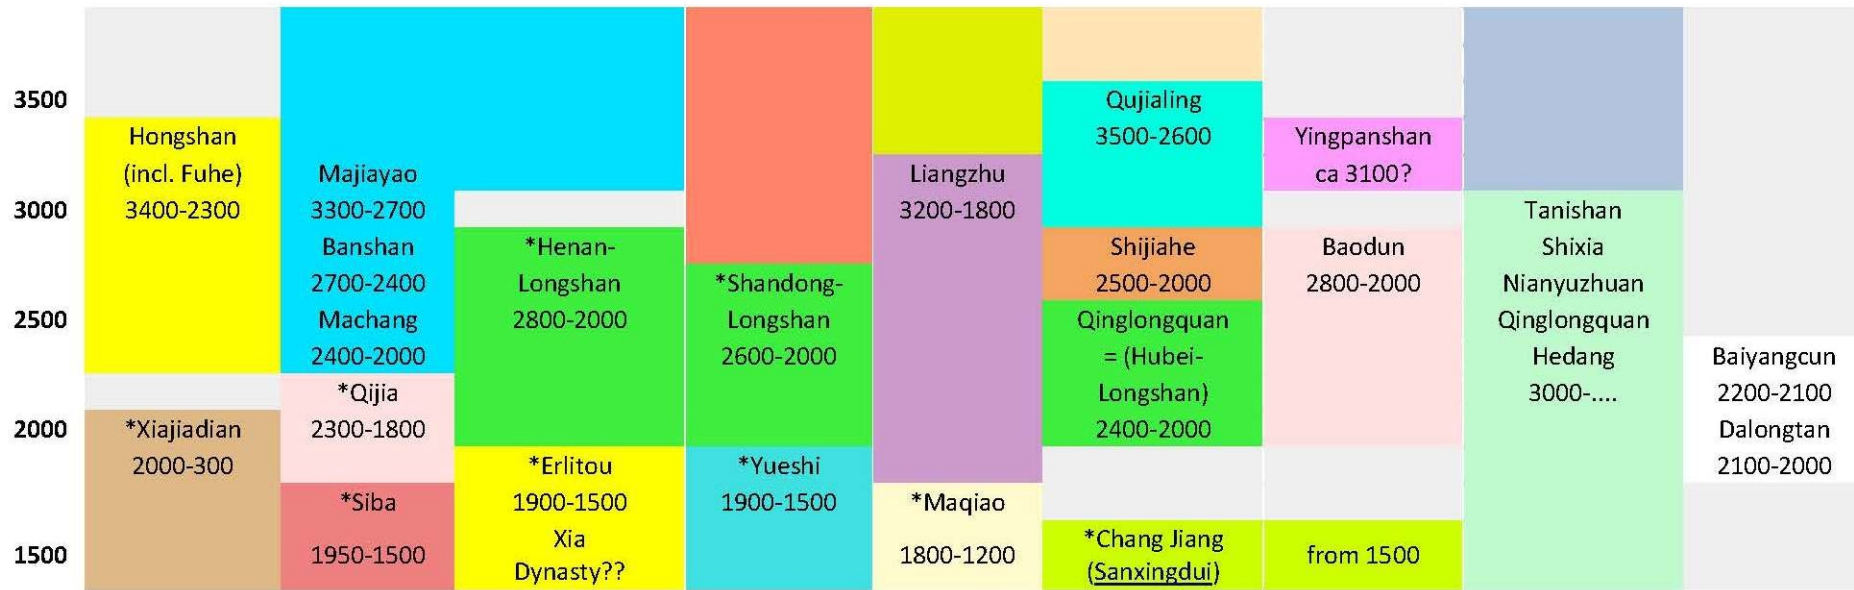 3500
3000
2500
2000
1500
Hongshan
(incl. Fuhe)
3400-2300
*Xiajiadian
2000-300
Majiayao
3300-2700
Banshan
2700-2400
Machang
2400-2000
*Qijia
2300-1800
*Siba
1950-1500
*Henan-
Longshan
2800-2000
*Erlitou
1900-1500
Xia
Dynasty??
*Shandong-
Longshan
2600-2000
*Yueshi
1900-1500
Liangzhu
3200-1800
*Maqiao
1800-1200
Qujialing
3500-2600
Shijiahe
2500-2000
Qinglongquan
= (Hubei-
Longshan)
2400-2000
*Chang Jiang
(Sanxingdui)
Yingpanshan
ca 3100?
Baodun
2800-2000
from 1500
Tanishan
Shixia
Nianyuzhuan
Qinglongquan
Hedang
3000-....
Baiyangcun
2200-2100
Dalongtan
2100-2000